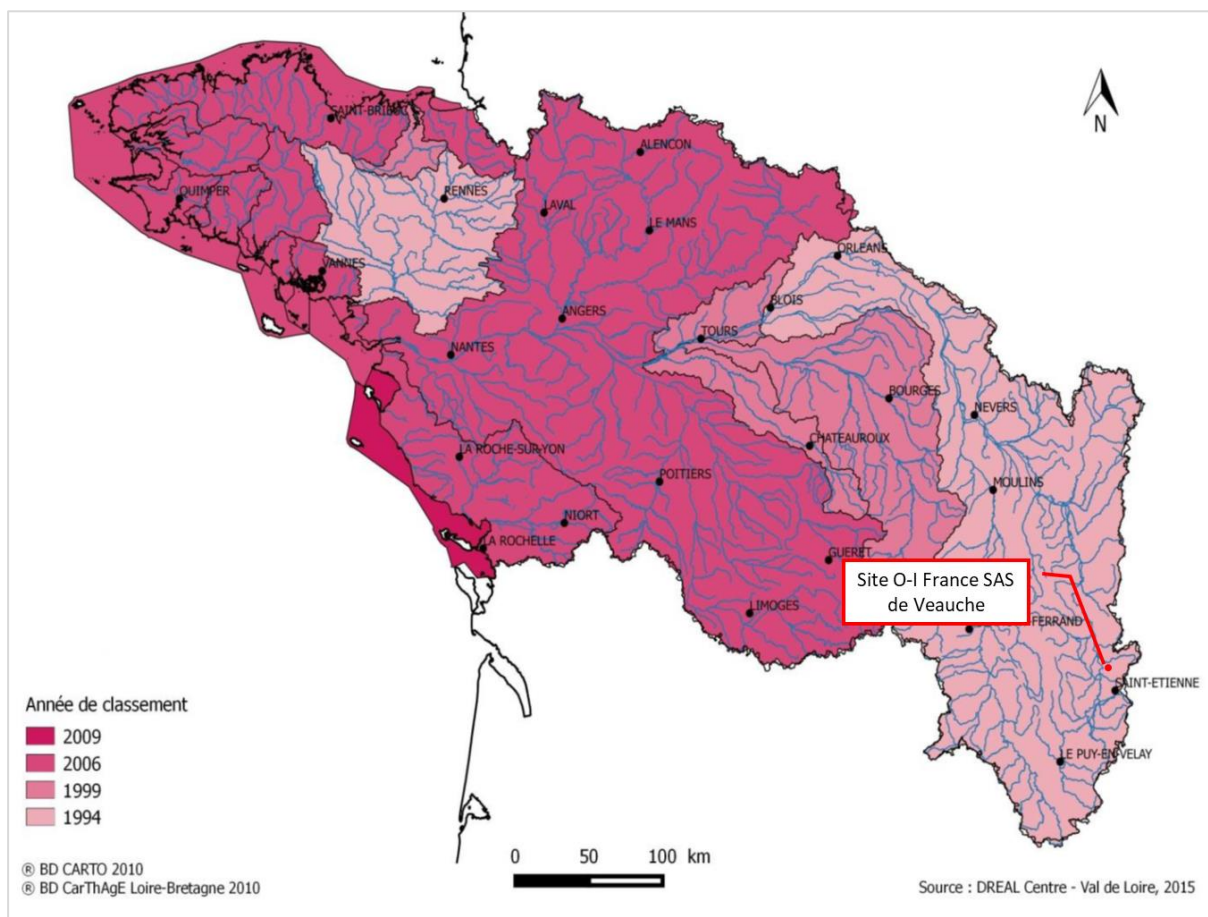 SAINT-BRIEUC
ALENCON
N
QUIMPER
RENNES
LAVAL
LE MANS
ORLEANS
VANNES
BLOIS
ANGERS
TOURS
NANTES
BOURGES
NEVERS
CHATEAUROUX
LA ROCHE-SUR-YON
POITIERS
MOULINS
NIORT
LA ROCHELLE
GUERET
Site O-I France SAS
de Veauche
LIMOGES
FERRAND
SAINT-ETIENNE
LE PUY-EN-VELAY
Année de classement
2009
2006
1999
1994
0 50 100 km
® BD CARTO 2010
® BD CarThAgE Loire-Bretagne 2010
Source : DREAL Centre - Val de Loire, 2015